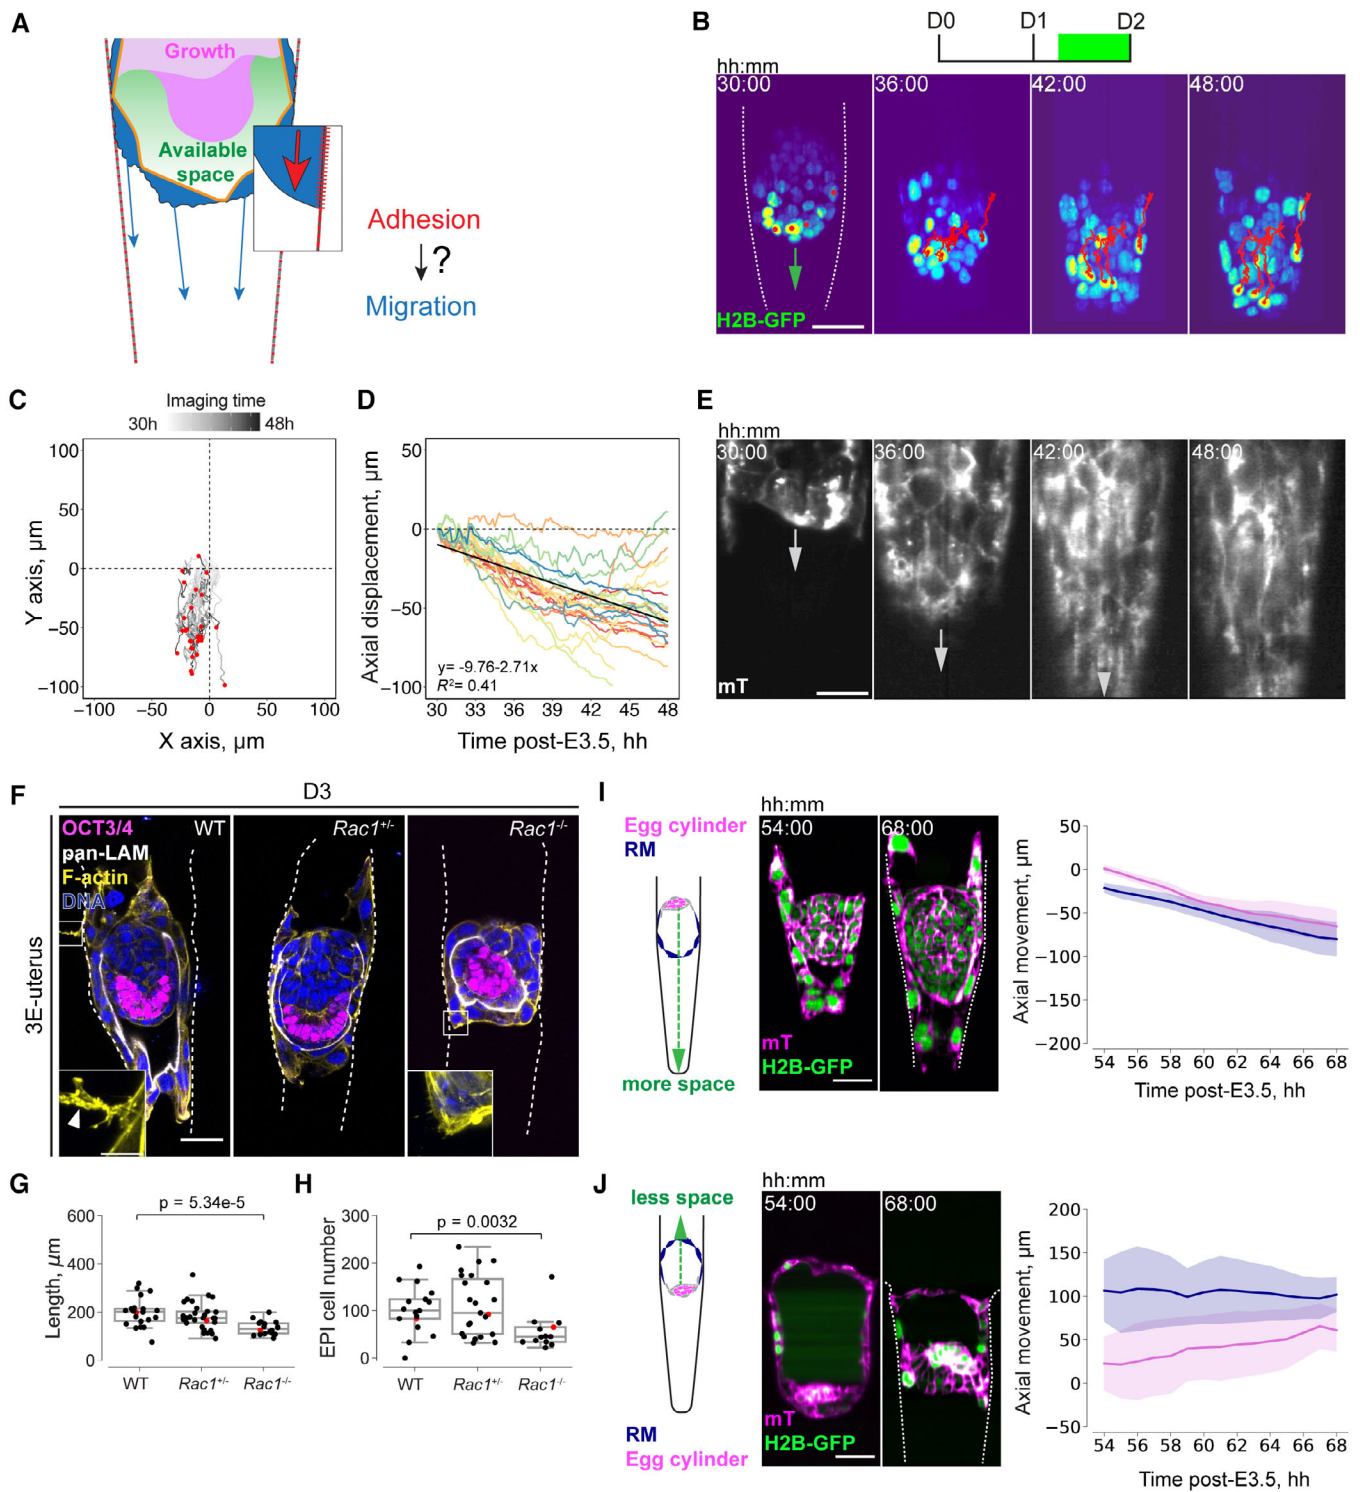 A
Growth
Available
space
Adhesion
?
Migration
B
D0
D1
D2
hh:mm
30:00
36:00
42:00
48:00
H2B-GFP
C
Imaging time
30h
48h
100
50
0
−50
−100
Y axis, µm
−100
−50
0
50
100
X axis, µm
D
50
0
−50
−100
Axial displacement, µm
y= -9.76-2.71x
R²= 0.41
30
33
36
39
42
45
48
Time post-E3.5, hh
E
hh:mm
30:00
36:00
42:00
48:00
mT
F
D3
OCT3/4
pan-LAM
F-actin
DNA
WT
Rac1+/-
Rac1-/-
3E-uterus
G
p = 5.34e-5
600
400
200
0
Length, µm
WT
Rac1+/-
Rac1-/-
H
p = 0.0032
300
200
100
0
EPI cell number
WT
Rac1+/-
Rac1-/-
I
Egg cylinder
RM
more space
hh:mm
54:00
68:00
mT
H2B-GFP
50
0
−50
−100
−150
−200
Axial movement, µm
54
56
58
60
62
64
66
68
Time post-E3.5, hh
J
less space
RM
Egg cylinder
hh:mm
54:00
68:00
mT
H2B-GFP
200
150
100
50
0
−50
Axial movement, µm
54
56
58
60
62
64
66
68
Time post-E3.5, hh